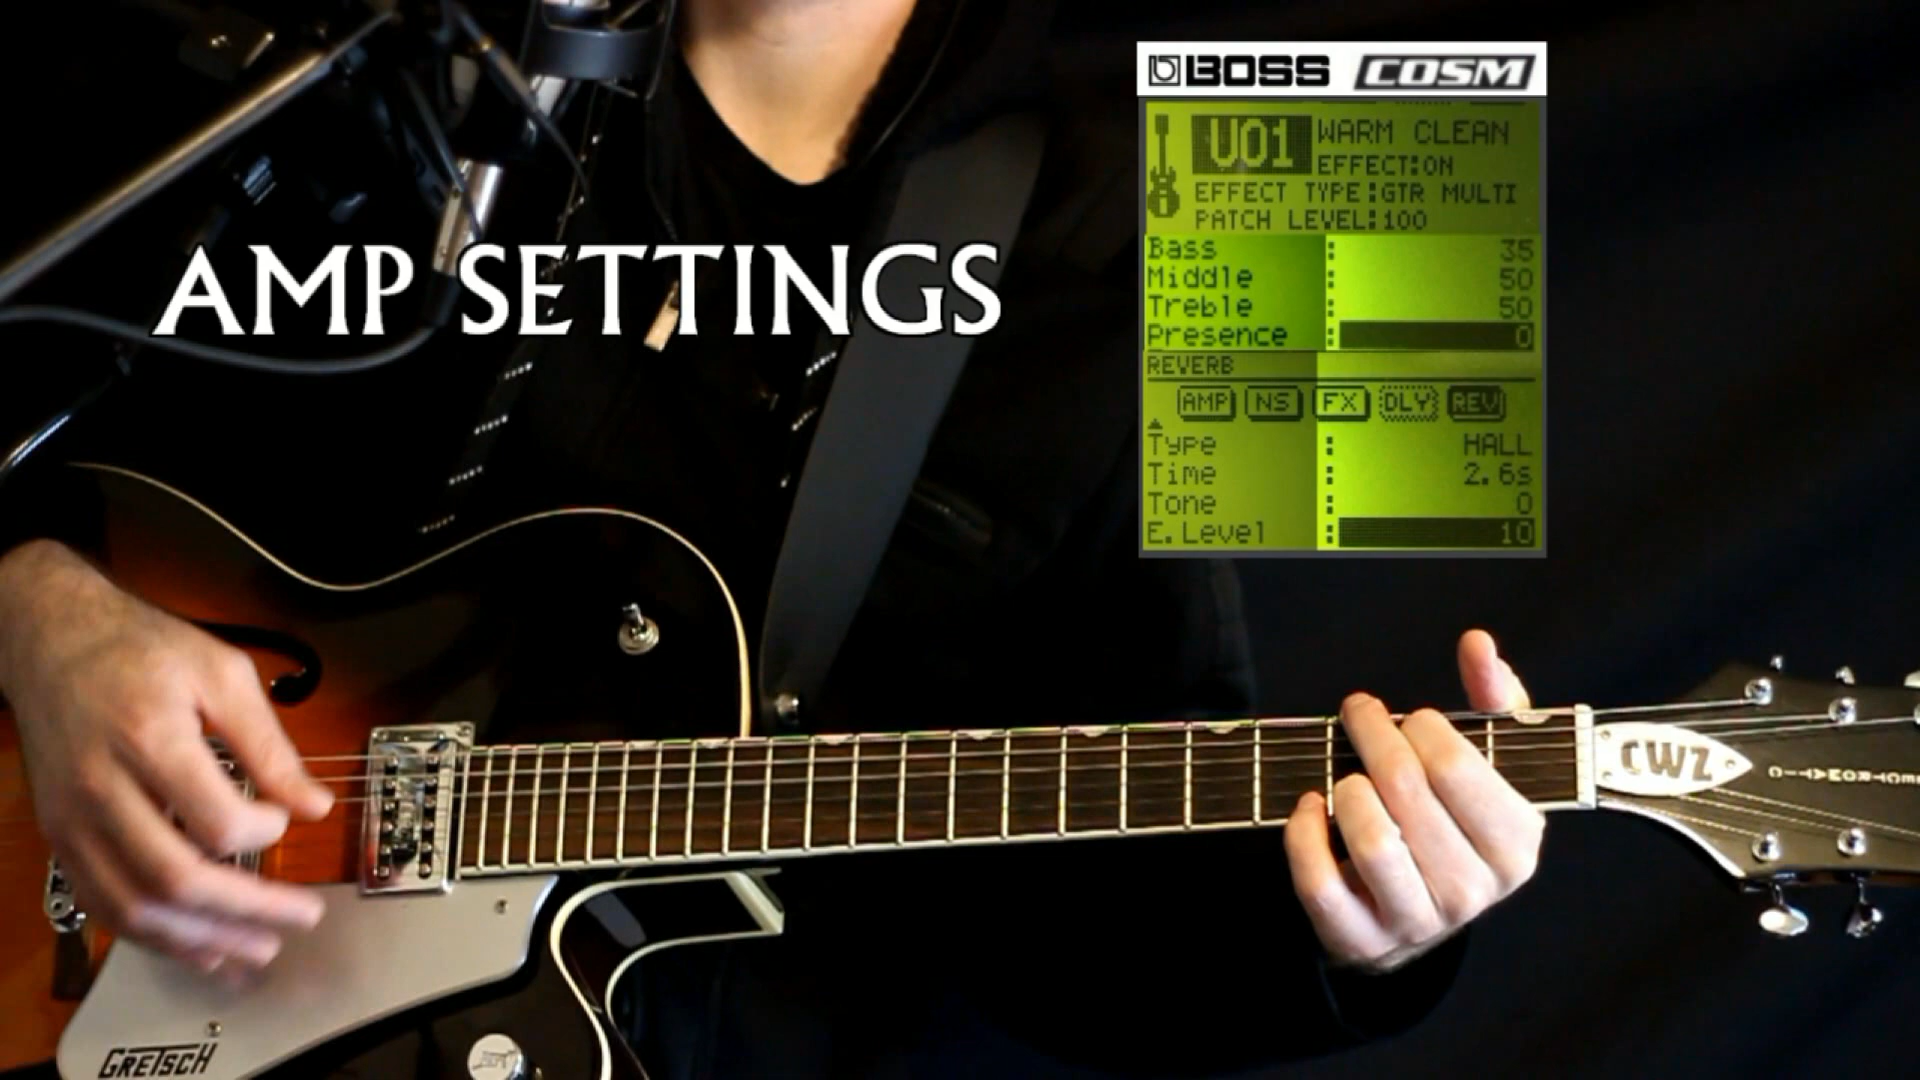 BOSS COSM
U01 WARM CLEAN
EFFECT:ON
EFFECT TYPE:GTR MULTI
PATCH LEVEL:100
AMP SETTINGS
Bass : 35
Middle : 50
Treble : 50
Presence : 0
REVERB
AMP NS FX DLY REV
Type : HALL
Time : 2.6s
Tone : 0
E.Level : 10
CWZ
GRETSCH